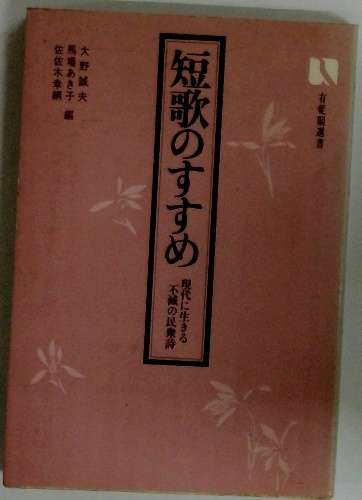 有斐閣選書
短歌のすすめ
現代に生きる
不滅の民衆詩
大野誠夫
馬場あき子 編
佐佐木幸綱